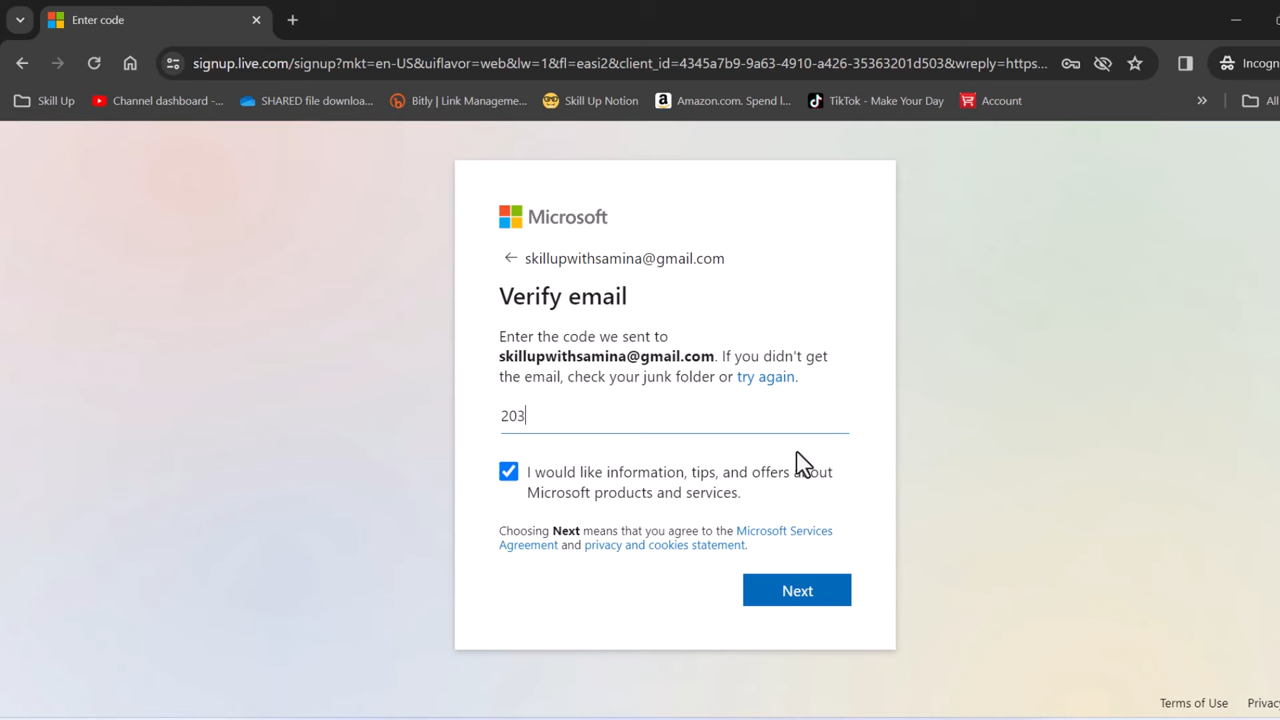 Enter code
signup.live.com/signup?mkt=en-US&uiflavor=web&lw=1&fl=easi2&client_id=4345a7b9-9a63-4910-a426-35363201d503&wreply=https...
Incogn
Skill Up
Channel dashboard -...
SHARED file downloa...
Bitly | Link Manageme...
Skill Up Notion
Amazon.com. Spend l...
TikTok - Make Your Day
Account
All
Microsoft
skillupwithsamina@gmail.com
Verify email
Enter the code we sent to
skillupwithsamina@gmail.com. If you didn't get
the email, check your junk folder or try again.
203
I would like information, tips, and offers about
Microsoft products and services.
Choosing Next means that you agree to the Microsoft Services
Agreement and privacy and cookies statement.
Next
Terms of Use
Privac